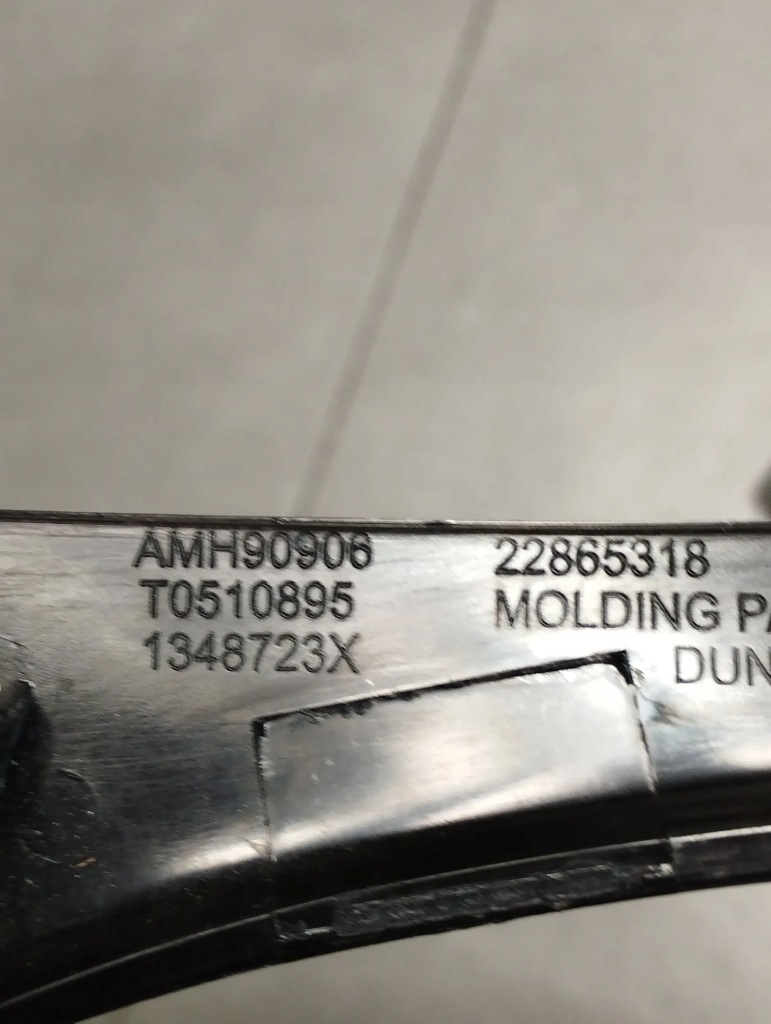 AMH90906
T0510895
1348723X
22865318
MOLDING PA
DUN